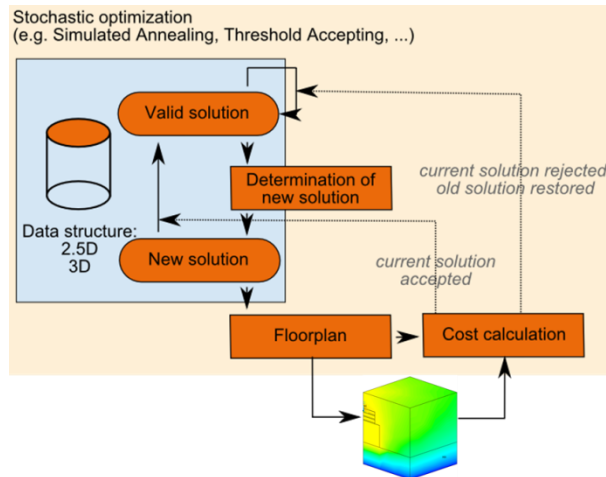 Stochastic optimization
(e.g. Simulated Annealing, Threshold Accepting, ...)
Valid solution
Determination of
new solution
current solution rejected
old solution restored
Data structure:
2.5D
3D
New solution
current solution
accepted
Floorplan
Cost calculation